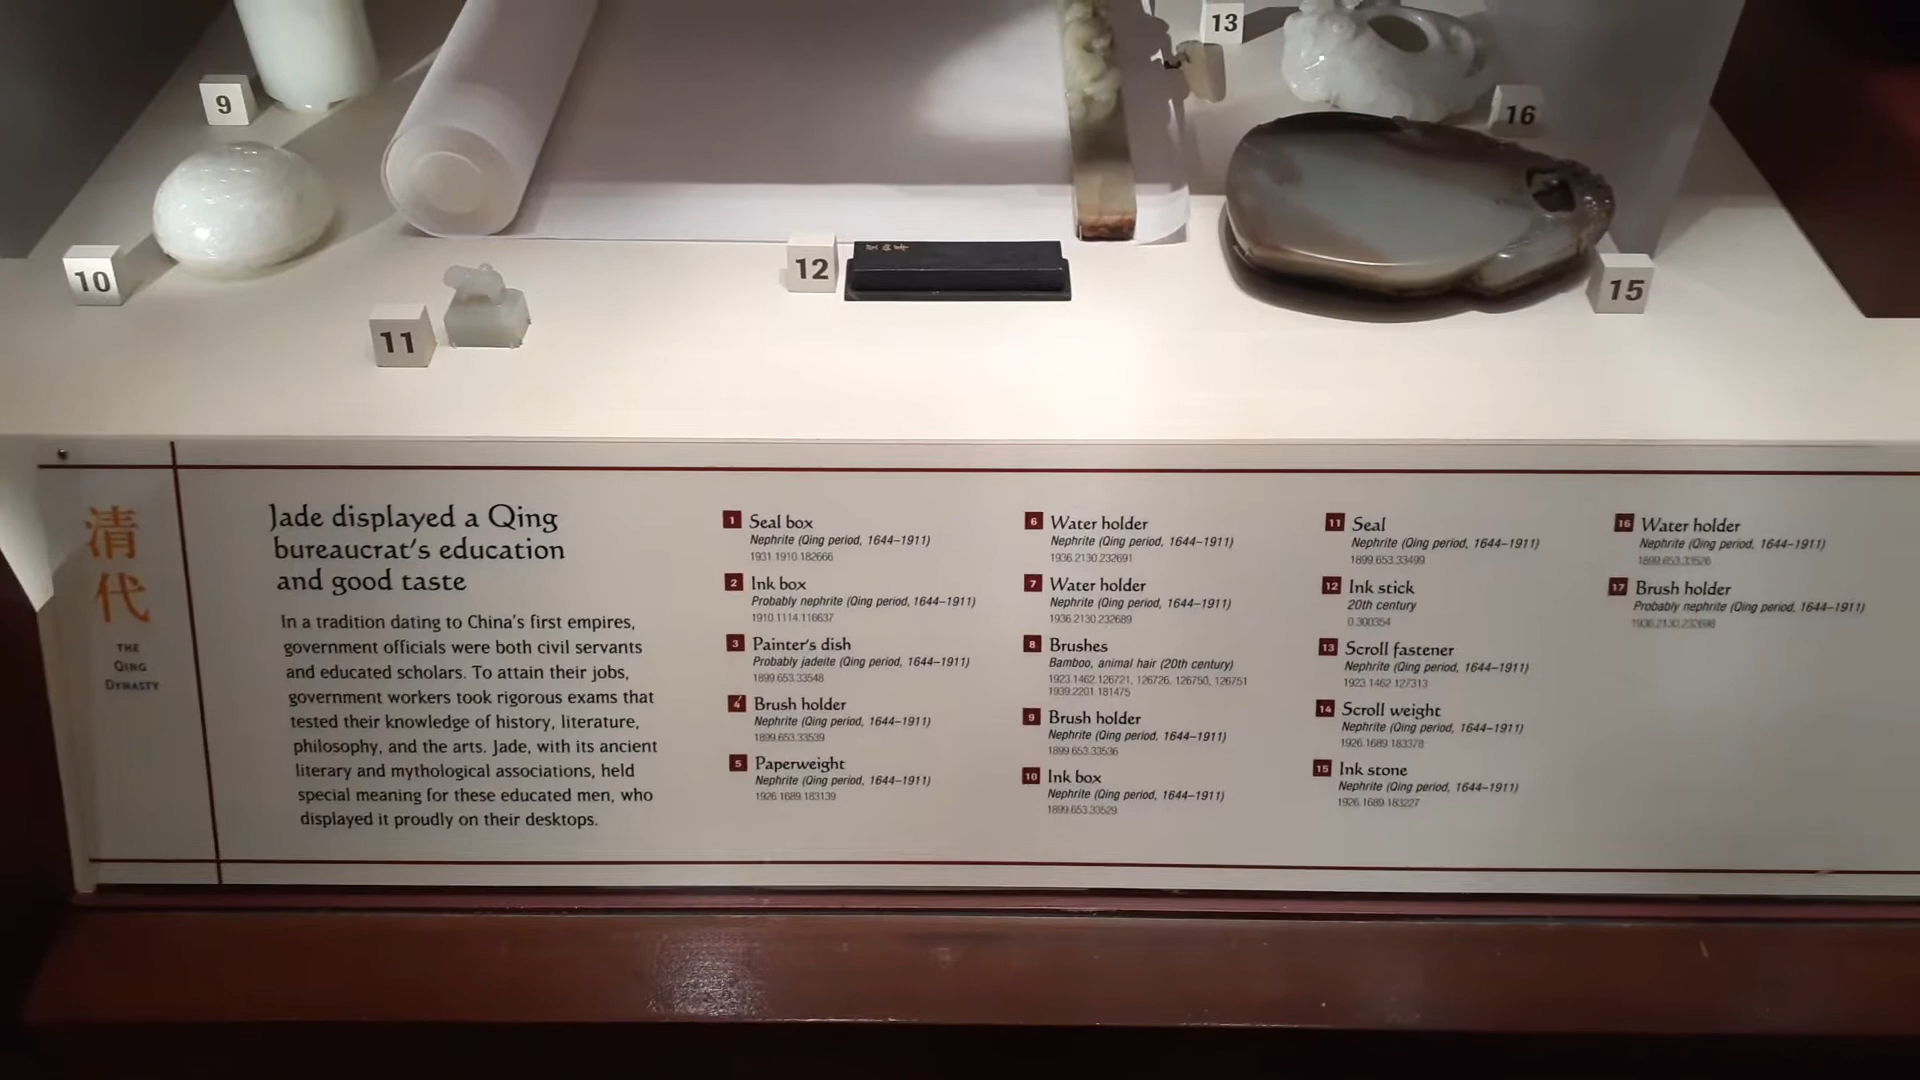 13
9
16
10
12
15
11
清
代
THE
QING
DYNASTY
Jade displayed a Qing
bureaucrat's education
and good taste
In a tradition dating to China's first empires,
government officials were both civil servants
and educated scholars. To attain their jobs,
government workers took rigorous exams that
tested their knowledge of history, literature,
philosophy, and the arts. Jade, with its ancient
literary and mythological associations, held
special meaning for these educated men, who
displayed it proudly on their desktops.
1 Seal box
Nephrite (Qing period, 1644–1911)
1931.1910.182666
2 Ink box
Probably nephrite (Qing period, 1644–1911)
1910.1114.116637
3 Painter's dish
Probably jadeite (Qing period, 1644–1911)
1899.653.33548
4 Brush holder
Nephrite (Qing period, 1644–1911)
1899.653.33539
5 Paperweight
Nephrite (Qing period, 1644–1911)
1926.1689.183139
6 Water holder
Nephrite (Qing period, 1644–1911)
1936.2130.232691
7 Water holder
Nephrite (Qing period, 1644–1911)
1936.2130.232689
8 Brushes
Bamboo, animal hair (20th century)
1923.1462.126721, 126726, 126750, 126751
1939.2201.181475
9 Brush holder
Nephrite (Qing period, 1644–1911)
1899.653.33536
10 Ink box
Nephrite (Qing period, 1644–1911)
1899.653.33529
11 Seal
Nephrite (Qing period, 1644–1911)
1899.653.33499
12 Ink stick
20th century
0.300354
13 Scroll fastener
Nephrite (Qing period, 1644–1911)
1923.1462.127313
14 Scroll weight
Nephrite (Qing period, 1644–1911)
1926.1689.183378
15 Ink stone
Nephrite (Qing period, 1644–1911)
1926.1689.183227
16 Water holder
Nephrite (Qing period, 1644–1911)
1899.653.33526
17 Brush holder
Probably nephrite (Qing period, 1644–1911)
1936.2130.232698